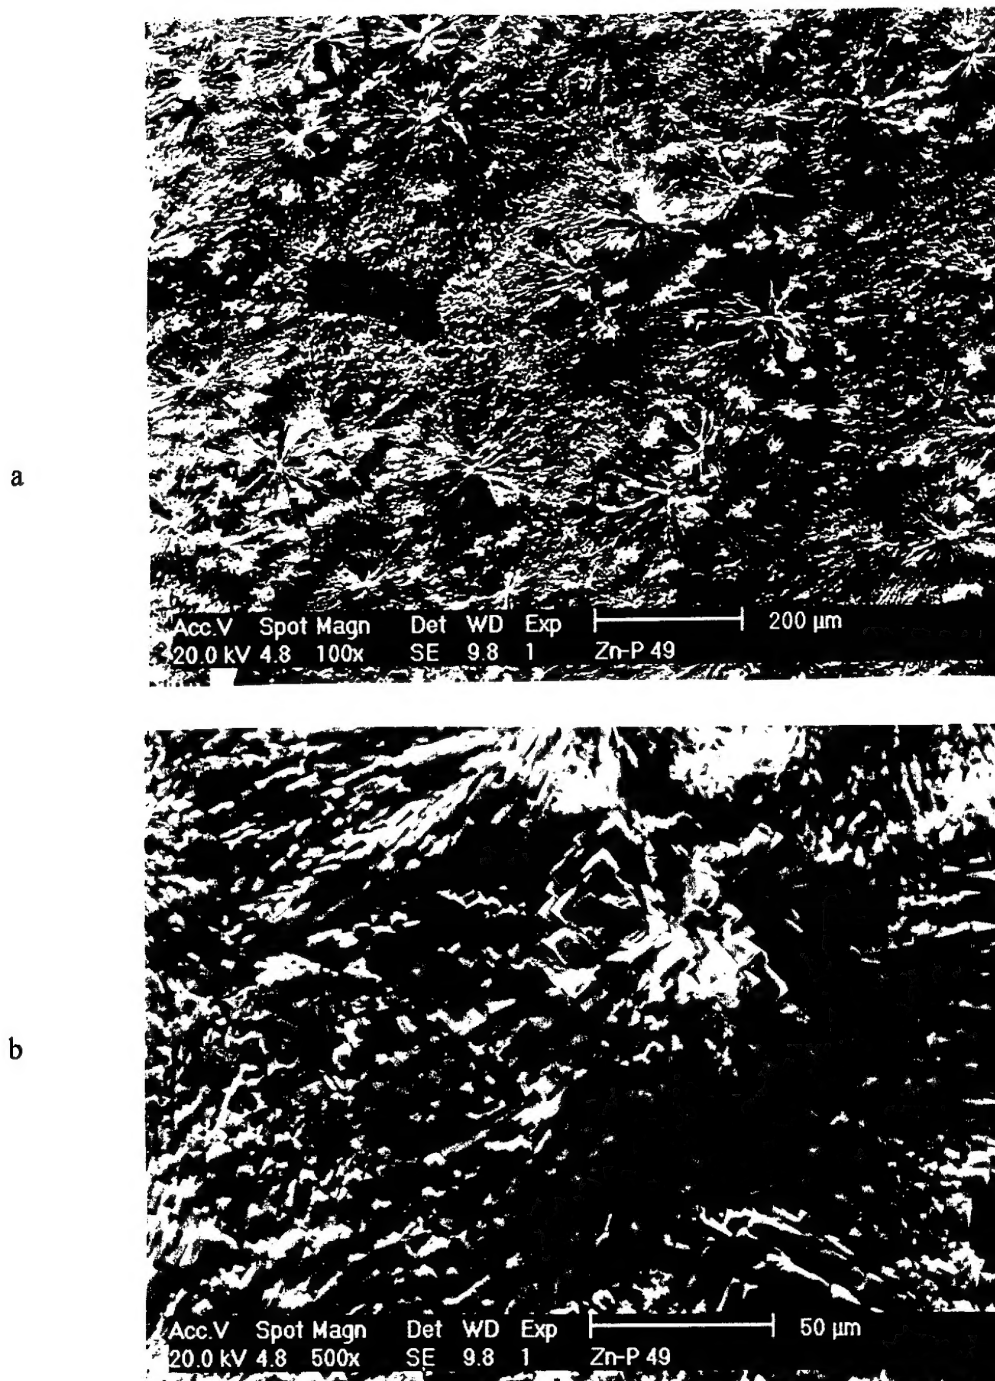 a
Acc.V Spot Magn Det WD Exp 200 µm
20.0 kV 4.8 100x SE 9.8 1 Zn-P 49
b
Acc.V Spot Magn Det WD Exp 50 µm
20.0 kV 4.8 500x SE 9.8 1 Zn-P 49